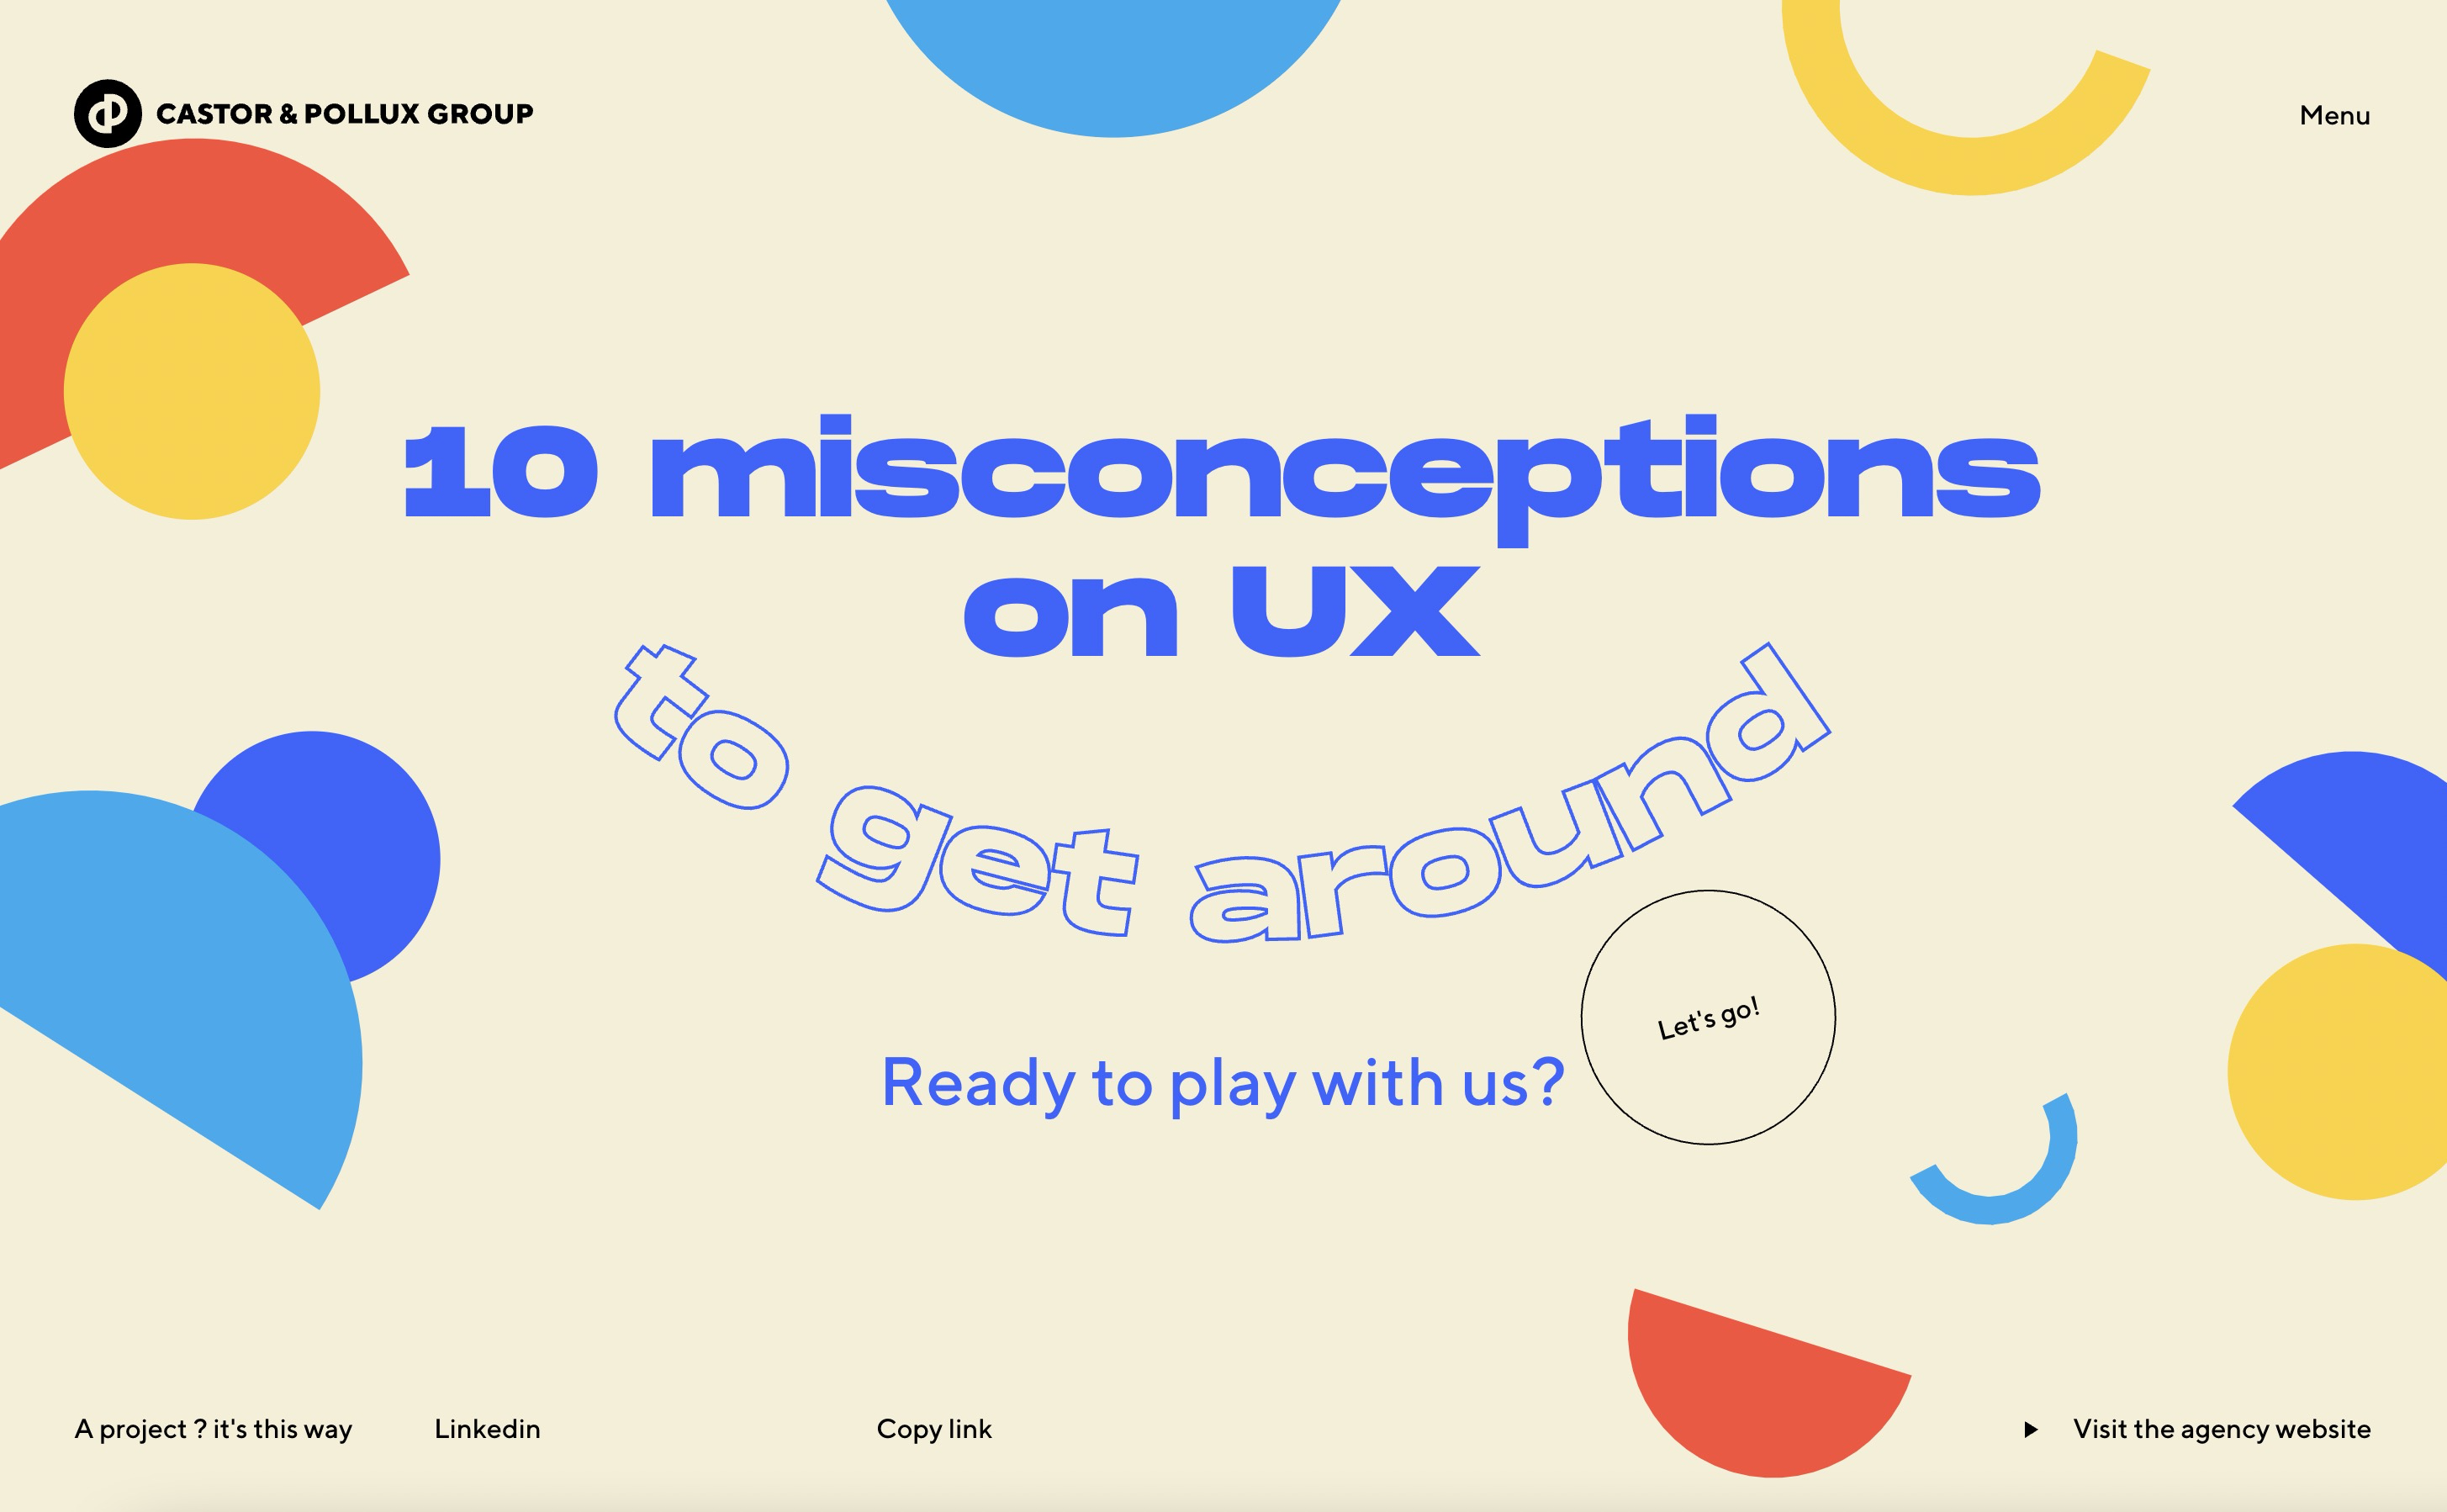 CASTOR & POLLUX GROUP
Menu
10 misconceptions
on UX
to get around
Let's go!
Ready to play with us?
A project ? it's this way
Linkedin
Copy link
Visit the agency website